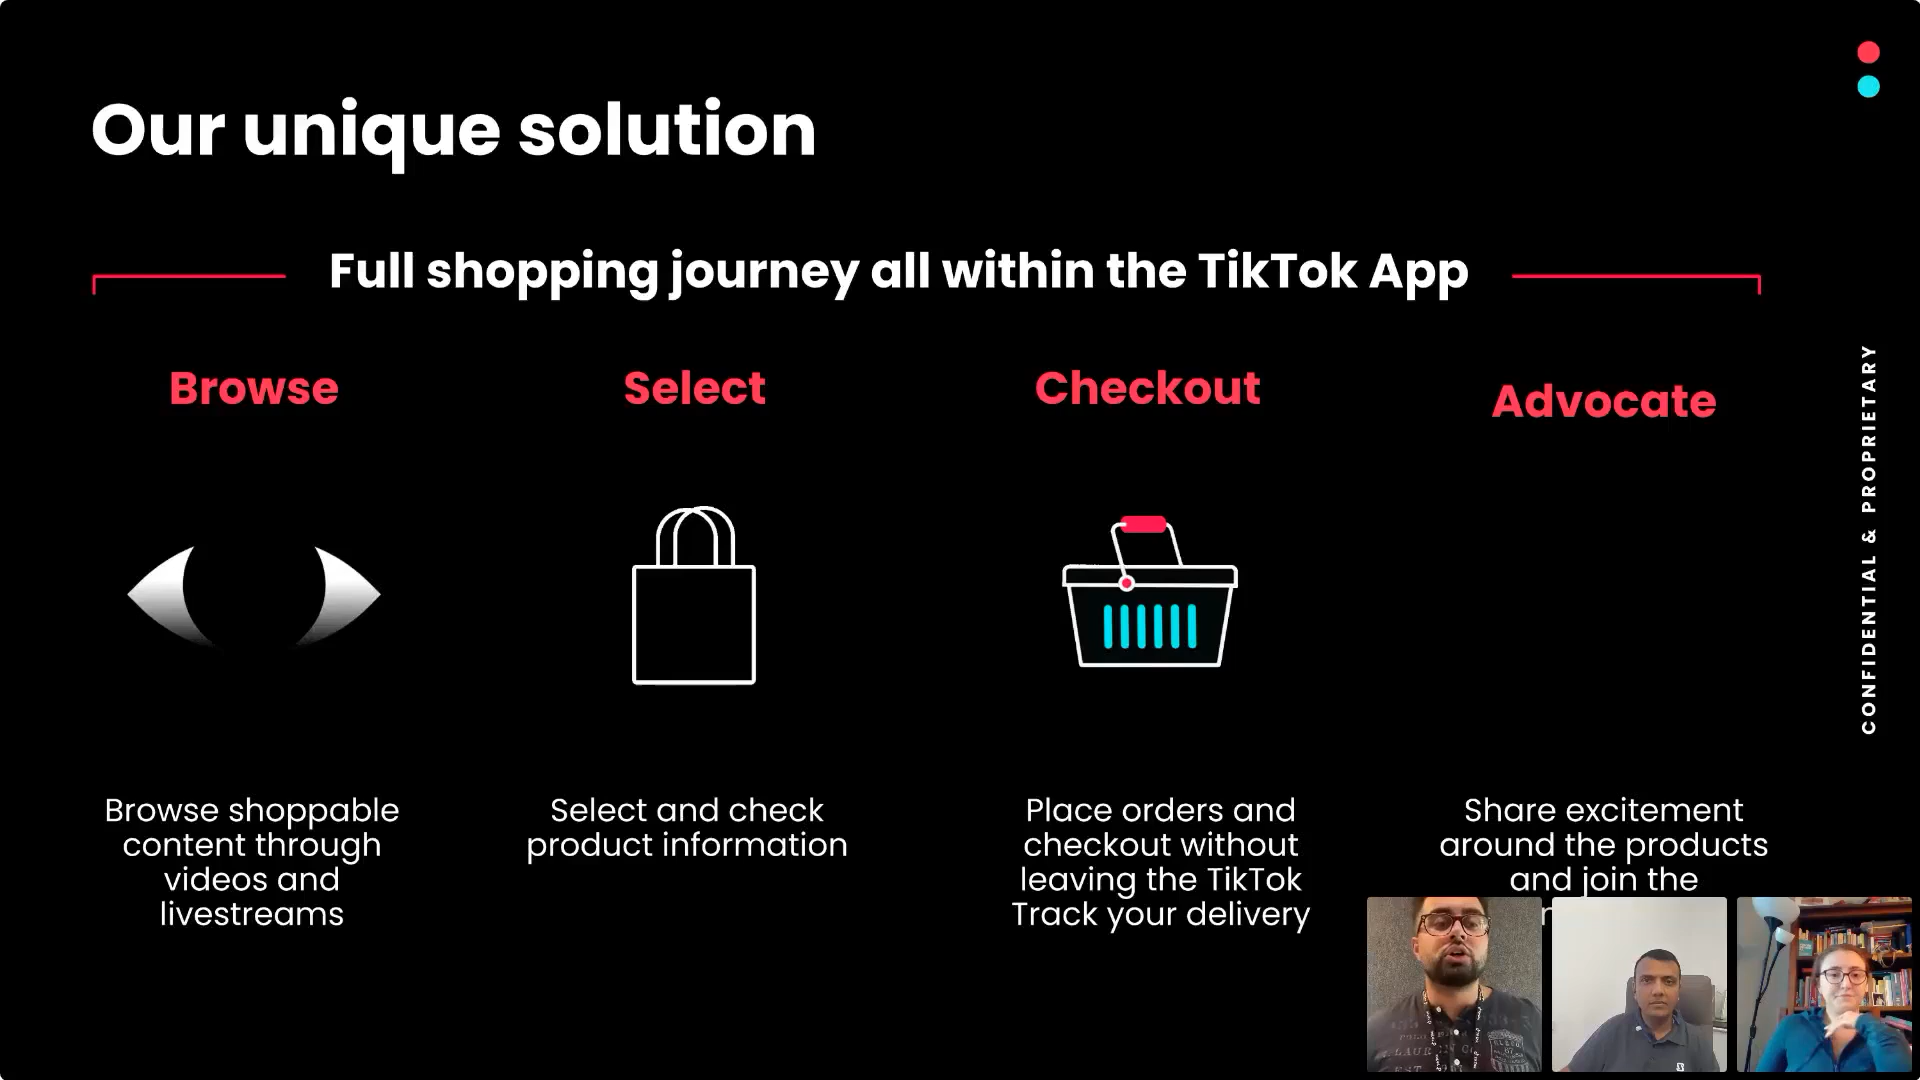 Our unique solution
Full shopping journey all within the TikTok App
Browse
Select
Checkout
Advocate
Browse shoppable
content through
videos and
livestreams
Select and check
product information
Place orders and
checkout without
leaving the TikTok
Track your delivery
Share excitement
around the products
and join the
CONFIDENTIAL & PROPRIETARY